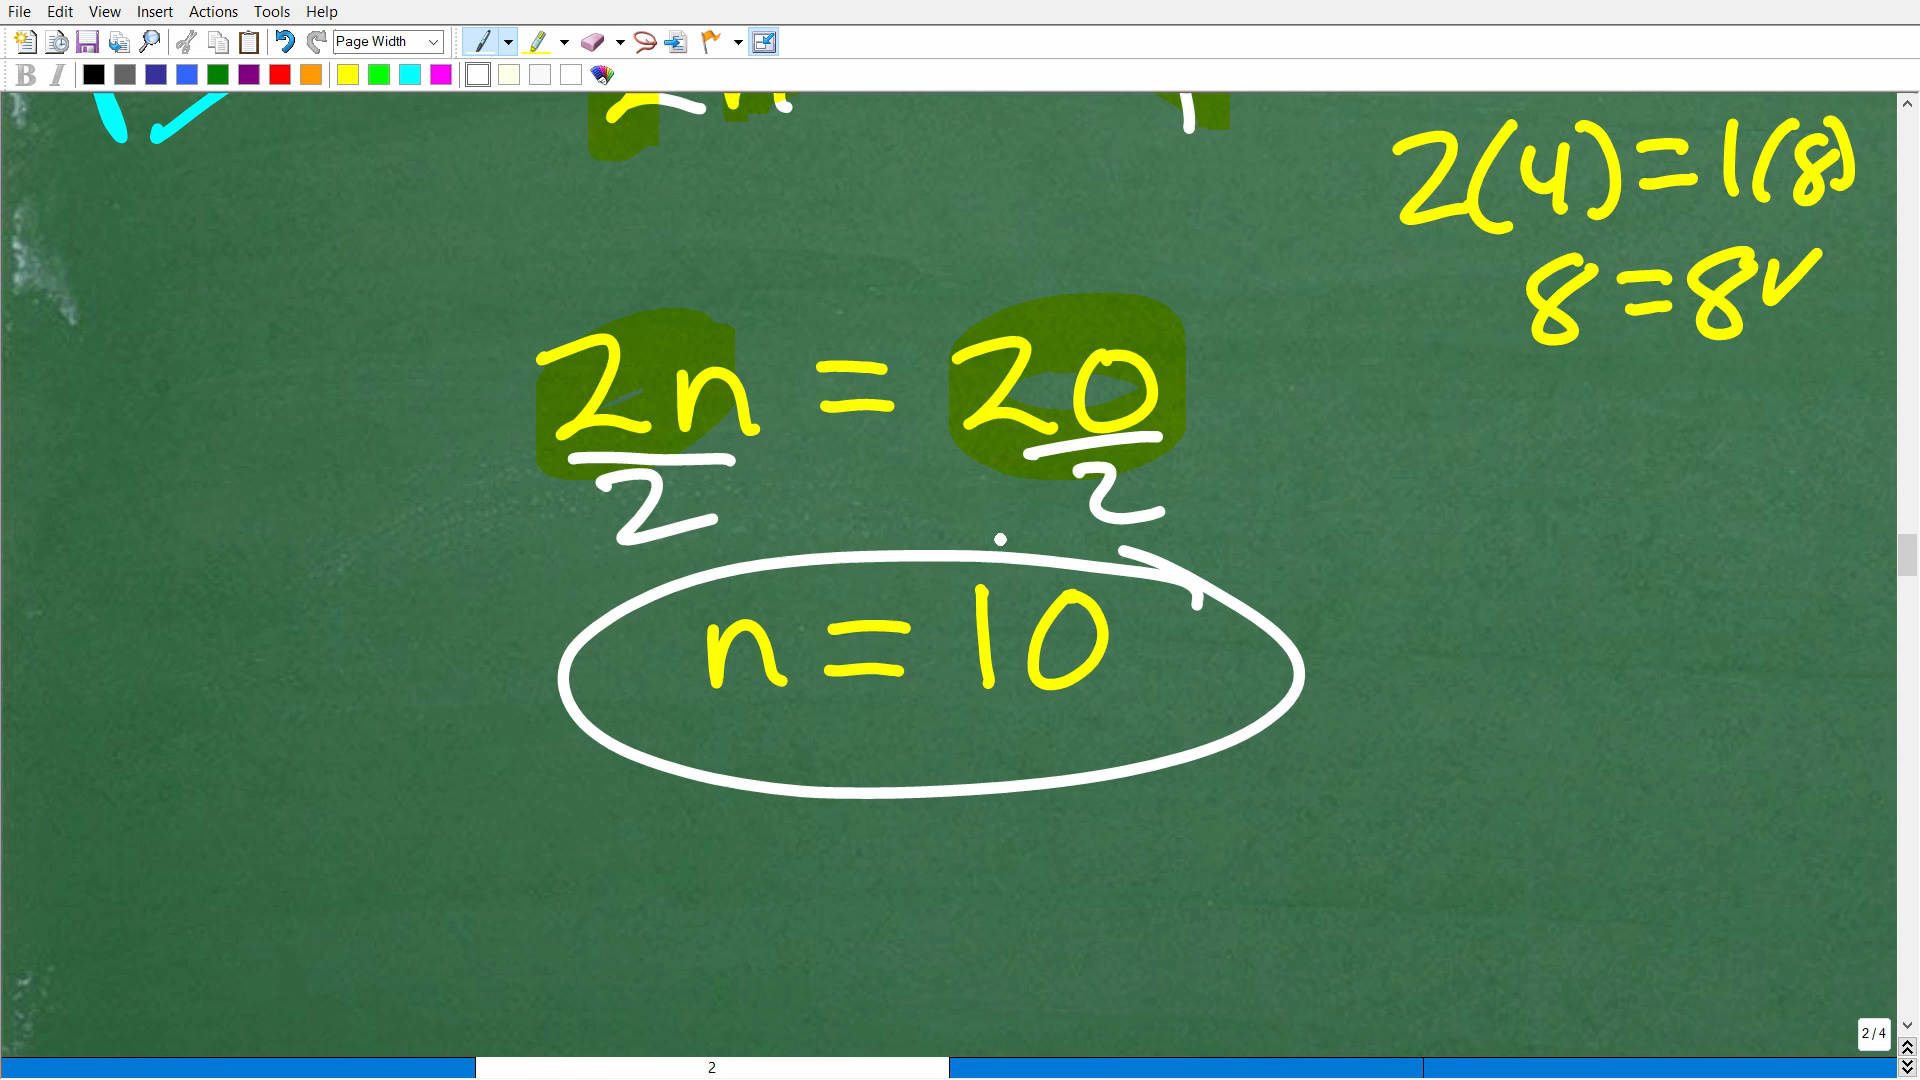 File Edit View Insert Actions Tools Help
Page Width
B I
2(4)=1(8)
8=8✓
2n = 20
2 2
n=10
2/4
2